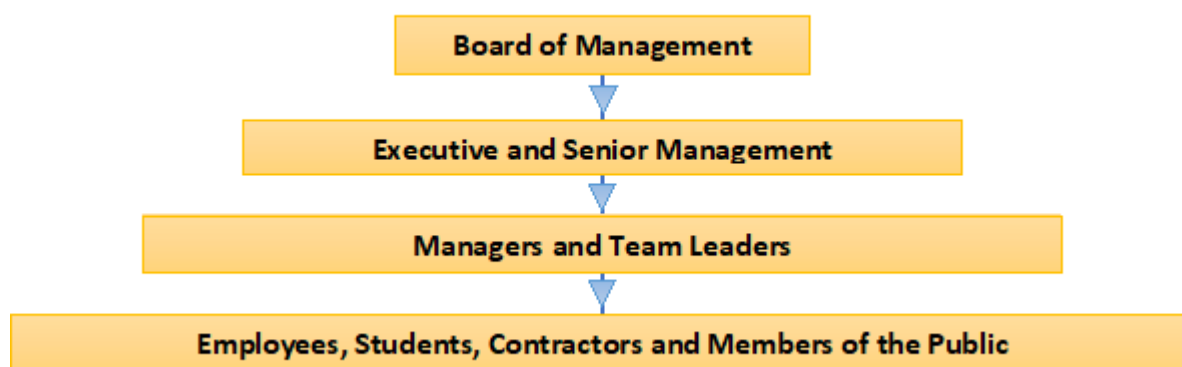 Board of Management
Executive and Senior Management
Managers and Team Leaders
Employees, Students, Contractors and Members of the Public